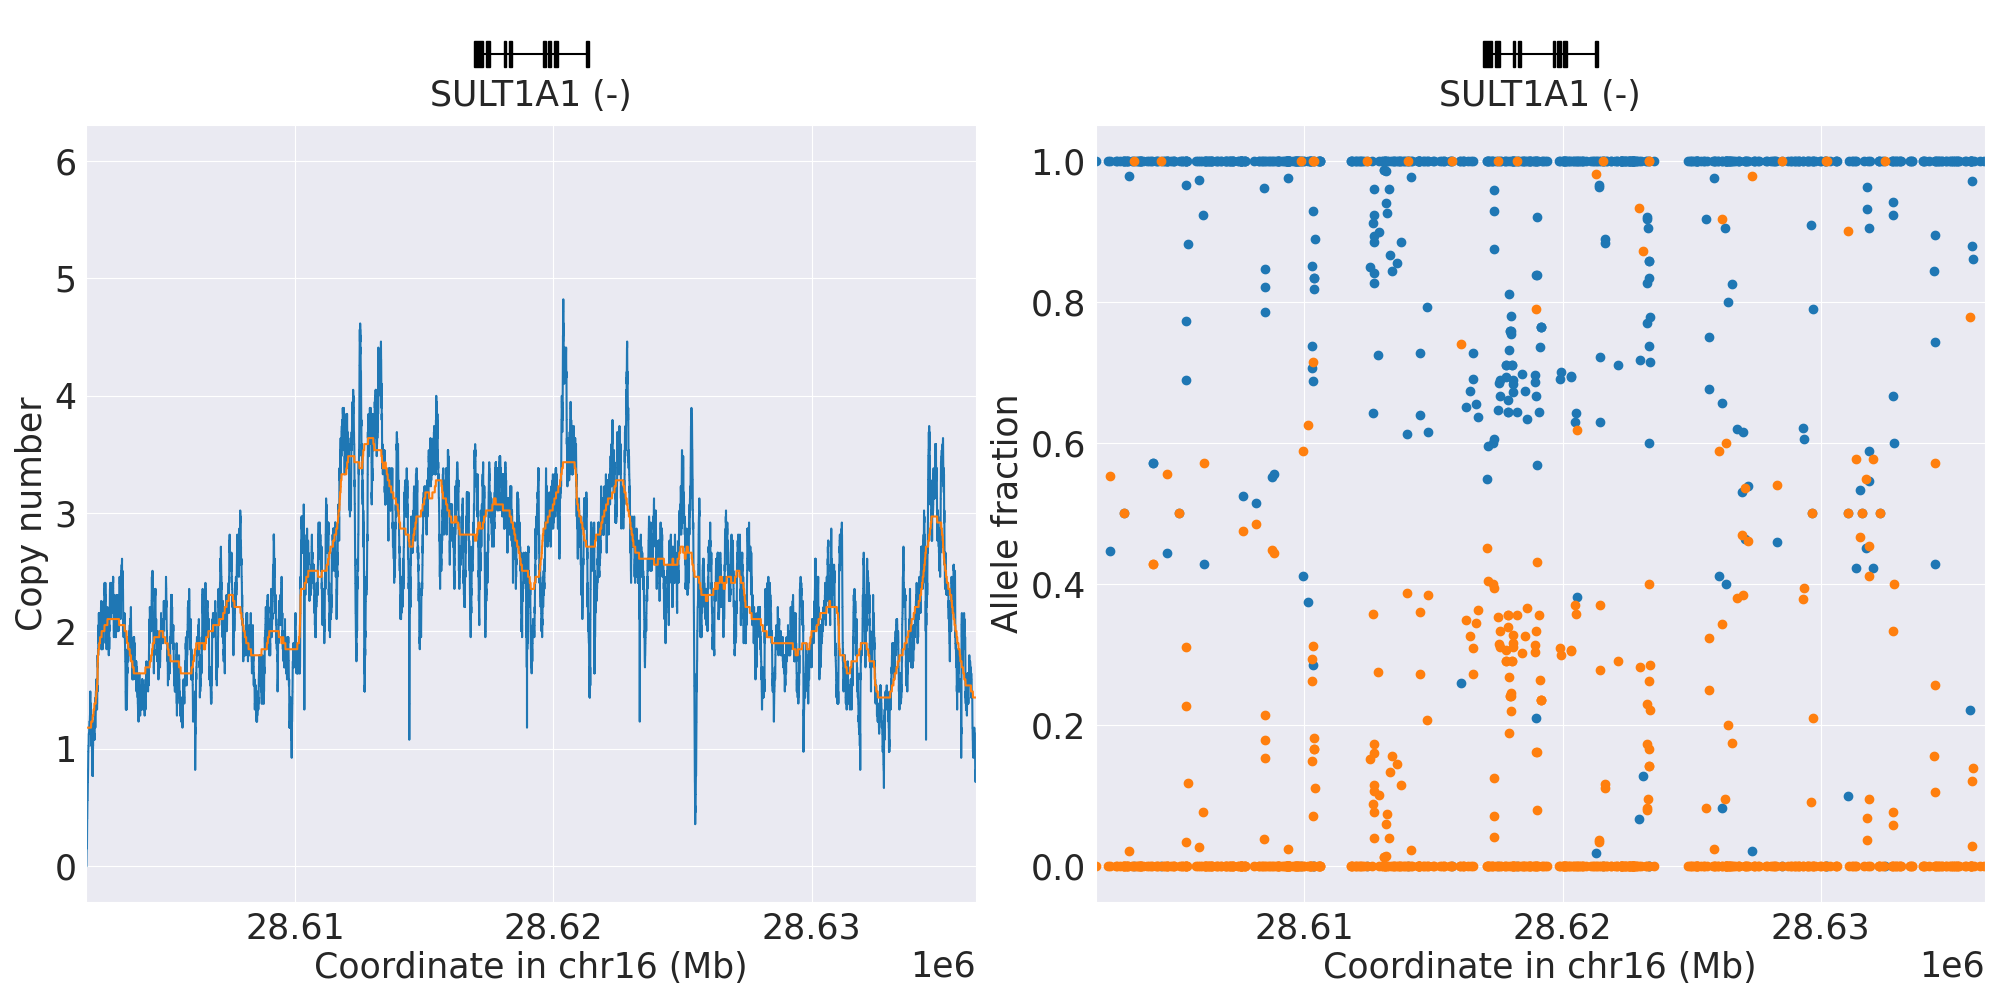 SULT1A1 (-)
6
5
4
3
2
1
0
Copy number
28.61
28.62
28.63
Coordinate in chr16 (Mb)
1e6
SULT1A1 (-)
1.0
0.8
0.6
0.4
0.2
0.0
Allele fraction
28.61
28.62
28.63
Coordinate in chr16 (Mb)
1e6